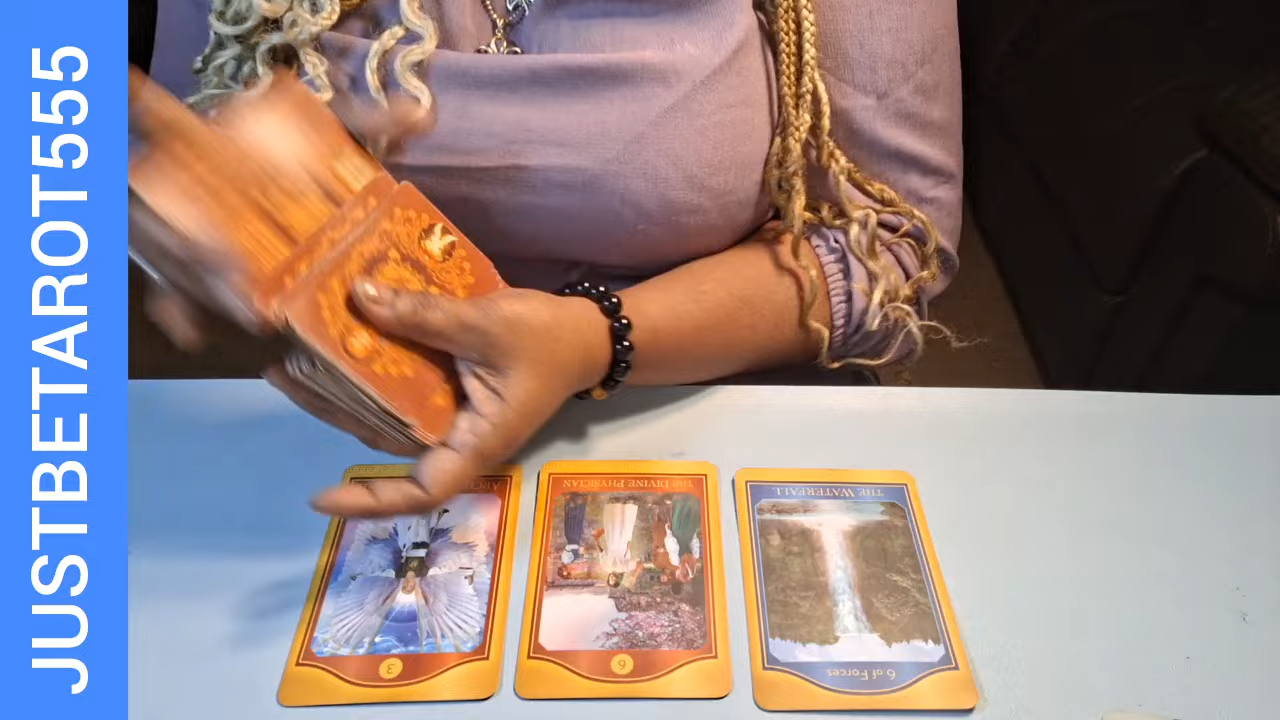 JUSTBETAROT555
THE DIVINE PHYSICIAN
THE WATERFALL
3
6
6 of Forces